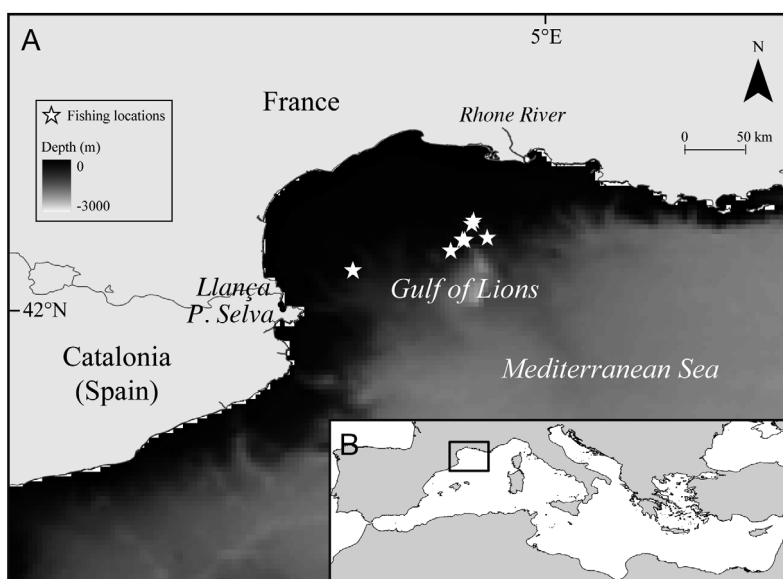 A
5°E
N
France
Rhone River
Fishing locations
0 50 km
Depth (m)
0
-3000
Llança
P. Selva
Gulf of Lions
42°N
Catalonia
(Spain)
Mediterranean Sea
B